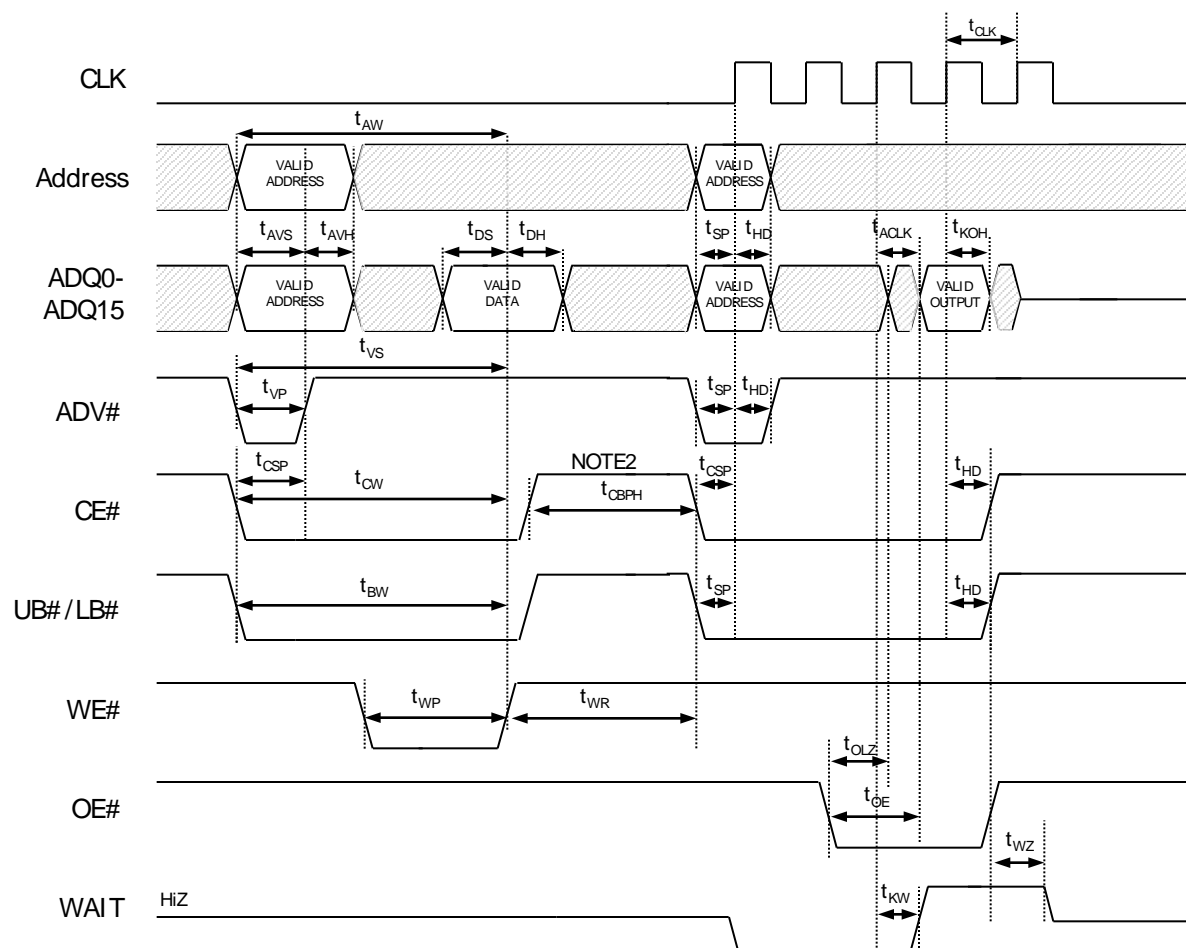 tCLK
CLK
tAW
Address
VALID
ADDRESS
VALID
ADDRESS
tAVS
tAVH
tDS
tDH
tSP
tHD
tACLK
tKOH
ADQ0-
ADQ15
VALID
ADDRESS
VALID
DATA
VALID
ADDRESS
VALID
OUTPUT
tVS
ADV#
tVP
tSP
tHD
tCSP
NOTE2
tCSP
tHD
CE#
tCW
tCBPH
UB# / LB#
tBW
tSP
tHD
WE#
tWP
tWR
tOLZ
OE#
tOE
tWZ
WAIT
HiZ
tKW